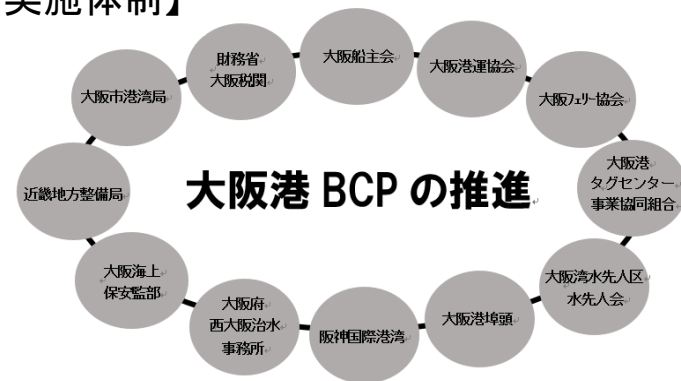 実施体制】
財務省
大阪税関
大阪船主会
大阪港運協会
大阪フェリー協会
大阪港
タグセンター
事業協同組合
大阪湾水先人区
水先人会
大阪港埠頭
阪神国際港湾
大阪府
西大阪治水
事務所
大阪海上
保安監部
近畿地方整備局
大阪市港湾局
大阪港 BCP の推進